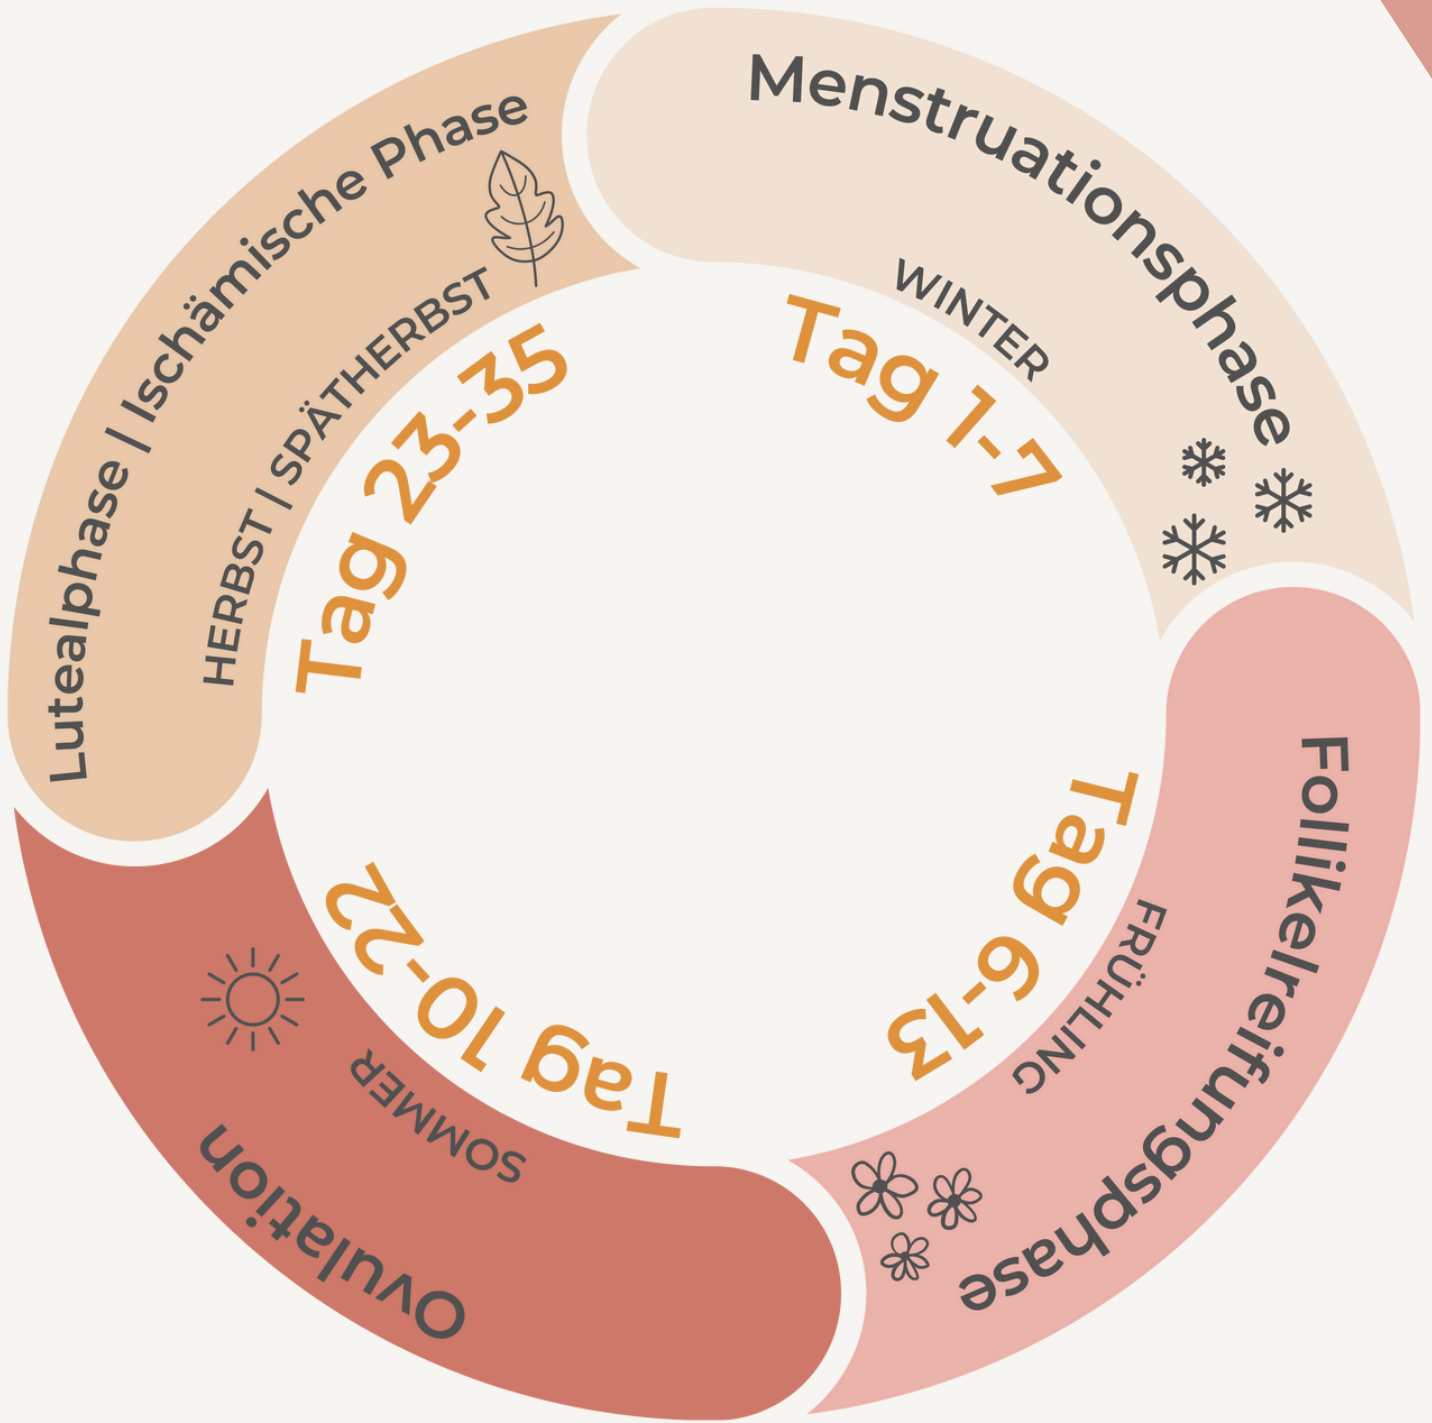 Menstruationsphase
WINTER
Tag 1-7
Follikelreifungsphase
FRÜHLING
Tag 6-13
Ovulation
SOMMER
Tag 10-22
Lutealphase | Ischämische Phase
HERBST | SPÄTHERBST
Tag 23-35